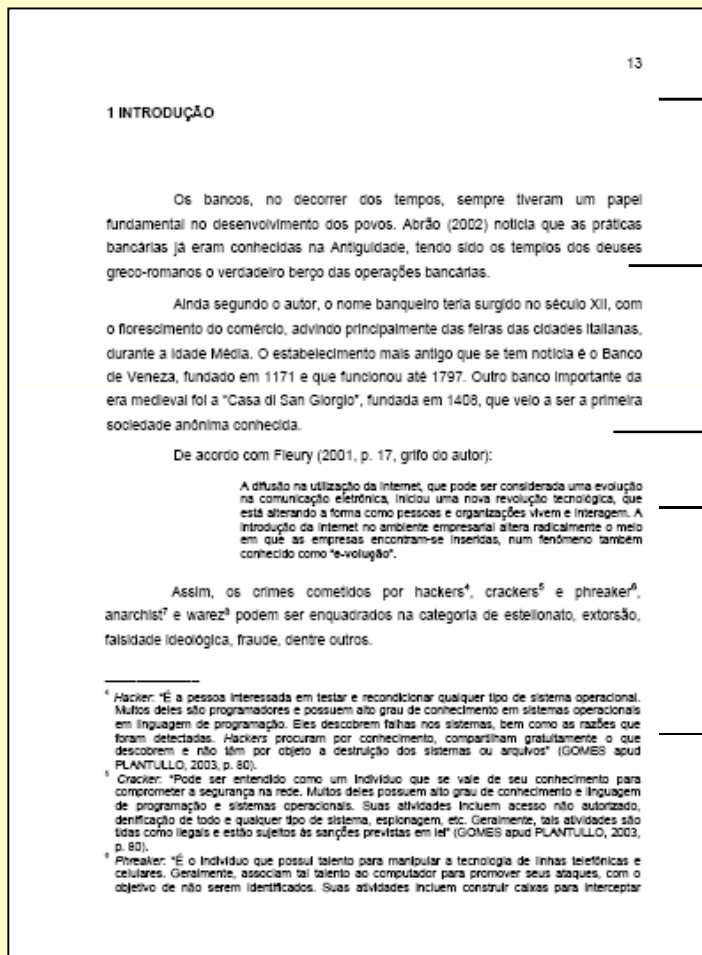 13
1 INTRODUÇÃO
Os bancos, no decorrer dos tempos, sempre tiveram um papel
fundamental no desenvolvimento dos povos. Abrão (2002) noticia que as práticas
bancárias já eram conhecidas na Antiguidade, tendo sido os templos dos deuses
greco-romanos o verdadeiro berço das operações bancárias.
Ainda segundo o autor, o nome banqueiro teria surgido no século XII, com
o florescimento do comércio, advindo principalmente das feiras das cidades italianas,
durante a Idade Média. O estabelecimento mais antigo que se tem notícia é o Banco
de Veneza, fundado em 1171 e que funcionou até 1797. Outro banco importante da
era medieval foi a "Casa di San Giorgio", fundada em 1408, que veio a ser a primeira
sociedade anônima conhecida.
De acordo com Fleury (2001, p. 17, grifo do autor):
A difusão na utilização da Internet, que pode ser considerada uma evolução
na comunicação eletrônica, iniciou uma nova revolução tecnológica, que
está alterando a forma como pessoas e organizações vivem e interagem. A
introdução da Internet no ambiente empresarial altera radicalmente o meio
em que as empresas encontram-se inseridas, num fenômeno também
conhecido como "e-volução".
Assim, os crimes cometidos por hackers⁴, crackers⁵ e phreaker⁶,
anarchist⁷ e warez⁸ podem ser enquadrados na categoria de estelionato, extorsão,
falsidade ideológica, fraude, dentre outros.
⁴ Hacker: "É a pessoa interessada em testar e recondicionar qualquer tipo de sistema operacional.
Muitos deles são programadores e possuem alto grau de conhecimento em sistemas operacionais
em linguagem de programação. Eles descobrem falhas nos sistemas, bem como as razões que
foram detectadas. Hackers procuram por conhecimento, compartilham gratuitamente o que
descobrem e não têm por objeto a destruição dos sistemas ou arquivos" (GOMES apud
PLANTULLO, 2003, p. 80).
⁵ Cracker: "Pode ser entendido como um indivíduo que se vale de seu conhecimento para
comprometer a segurança na rede. Muitos deles possuem alto grau de conhecimento e linguagem
de programação e sistemas operacionais. Suas atividades incluem acesso não autorizado,
denificação de todo e qualquer tipo de sistema, espionagem, etc. Geralmente, tais atividades são
tidas como ilegais e estão sujeitos às sanções previstas em lei" (GOMES apud PLANTULLO, 2003,
p. 80).
⁶ Phreaker: "É o indivíduo que possui talento para manipular a tecnologia de linhas telefônicas e
celulares. Geralmente, associam tal talento ao computador para promover seus ataques, com o
objetivo de não serem identificados. Suas atividades incluem construir caixas para interceptar